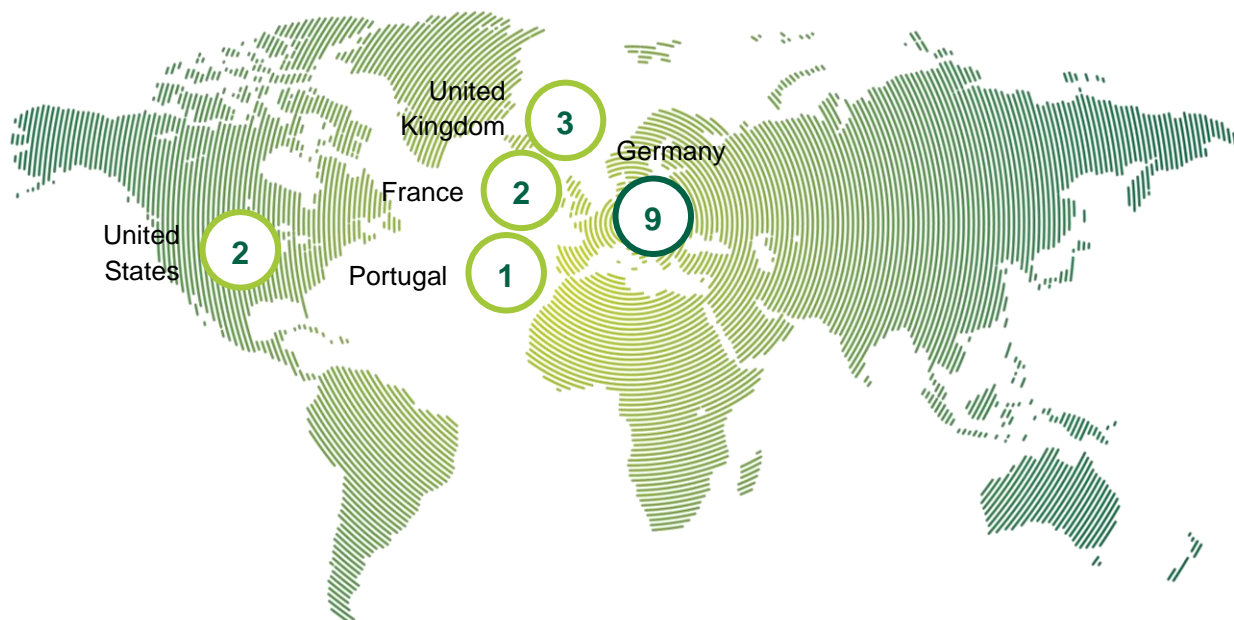 United
Kingdom
3
Germany
France
2
9
United
States
2
Portugal
1